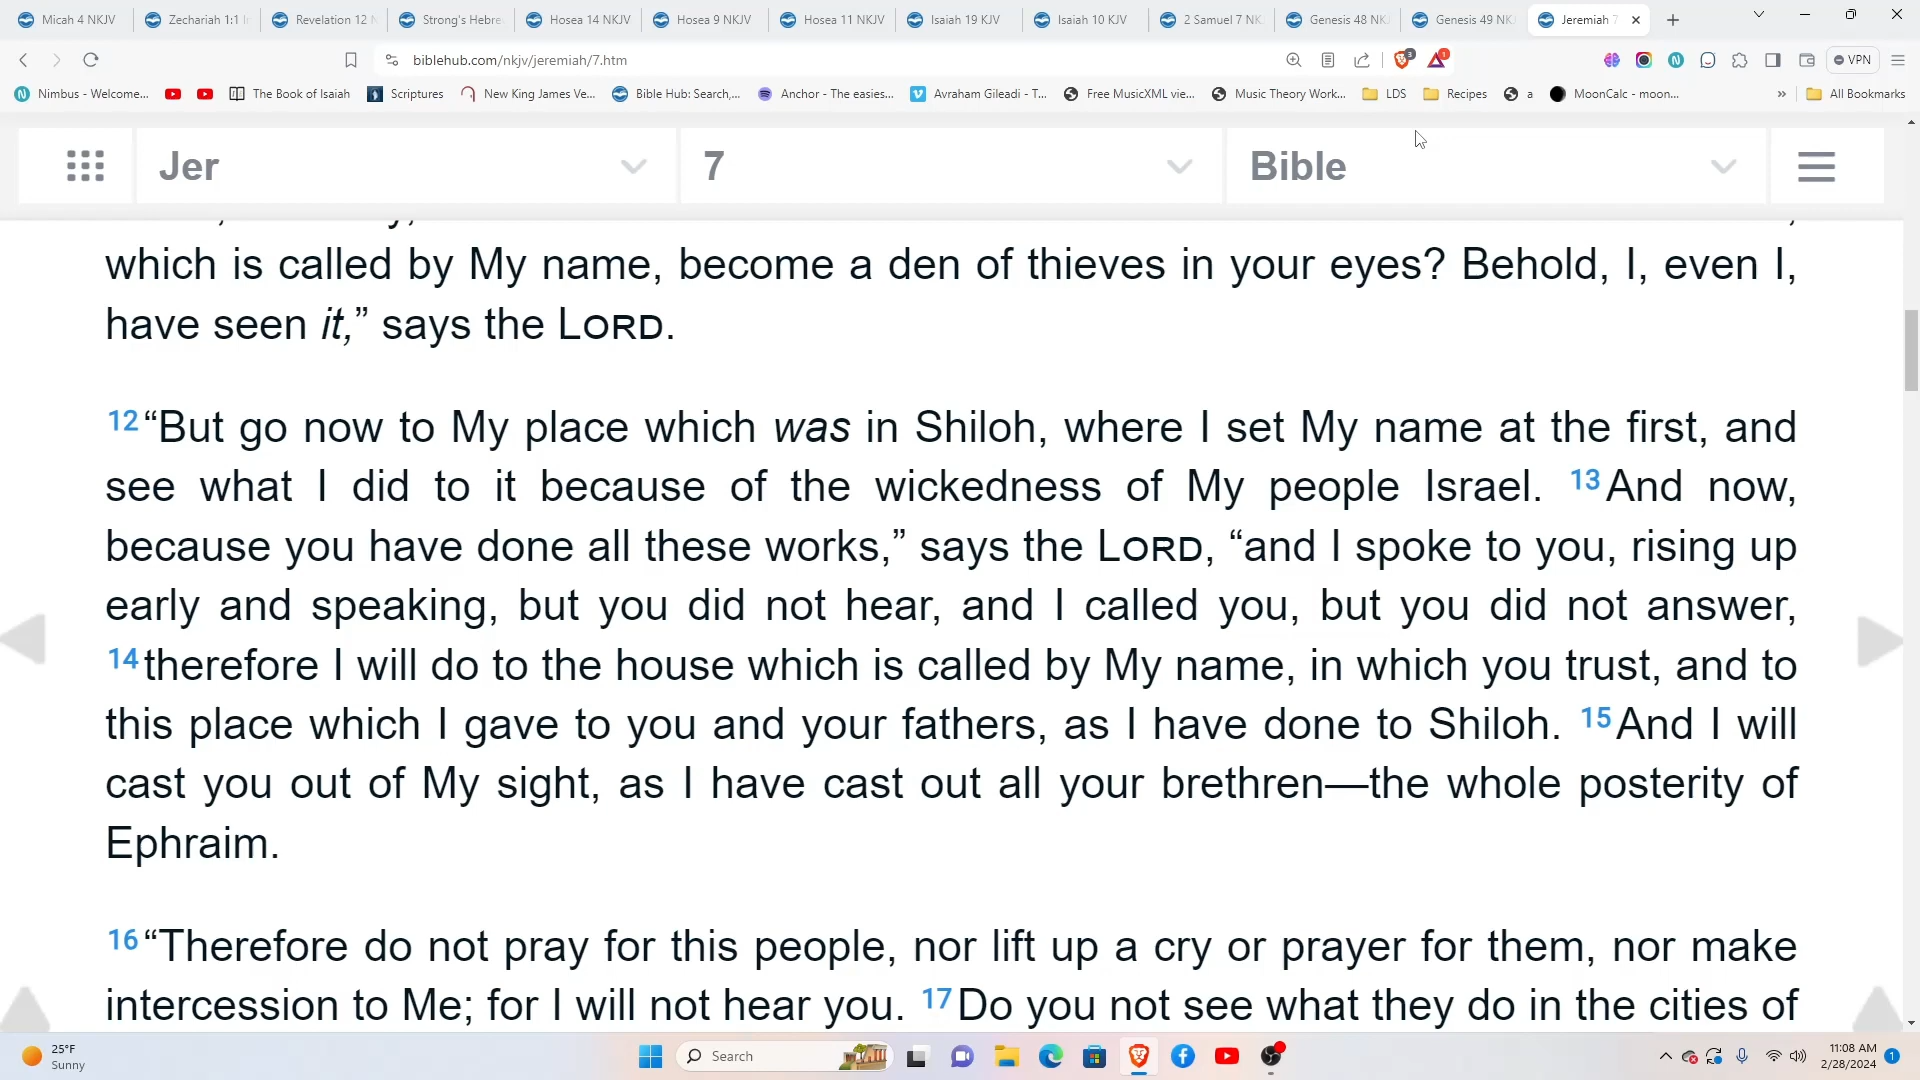 Micah 4 NKJV
Zechariah 1:1 I
Revelation 12 N
Strong's Hebre
Hosea 14 NKJV
Hosea 9 NKJV
Hosea 11 NKJV
Isaiah 19 KJV
Isaiah 10 KJV
2 Samuel 7 NK
Genesis 48 NK
Genesis 49 NK
Jeremiah 7
biblehub.com/nkjv/jeremiah/7.htm
3
1
VPN
Nimbus - Welcome...
The Book of Isaiah
Scriptures
New King James Ve...
Bible Hub: Search,...
Anchor - The easies...
Avraham Gileadi - T...
Free MusicXML vie...
Music Theory Work...
LDS
Recipes
a
MoonCalc - moon...
»
All Bookmarks
Jer
7
Bible
which is called by My name, become a den of thieves in your eyes? Behold, I, even I,
have seen it,” says the LORD.
12 “But go now to My place which was in Shiloh, where I set My name at the first, and
see what I did to it because of the wickedness of My people Israel. 13 And now,
because you have done all these works,” says the LORD, “and I spoke to you, rising up
early and speaking, but you did not hear, and I called you, but you did not answer,
14 therefore I will do to the house which is called by My name, in which you trust, and to
this place which I gave to you and your fathers, as I have done to Shiloh. 15 And I will
cast you out of My sight, as I have cast out all your brethren—the whole posterity of
Ephraim.
16 “Therefore do not pray for this people, nor lift up a cry or prayer for them, nor make
intercession to Me; for I will not hear you. 17 Do you not see what they do in the cities of
25°F
Sunny
Search
11:08 AM
2/28/2024
1